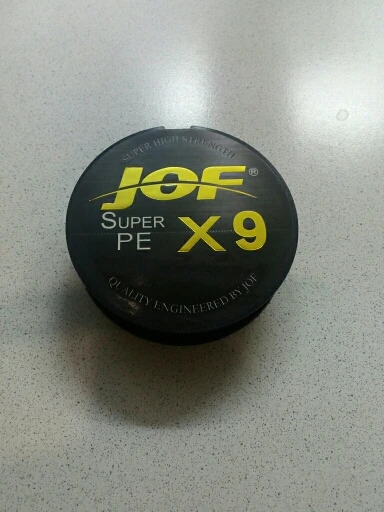 SUPER HIGH STRENGTH
JOF®
SUPER
PE X9
QUALITY ENGINEERED BY JOF